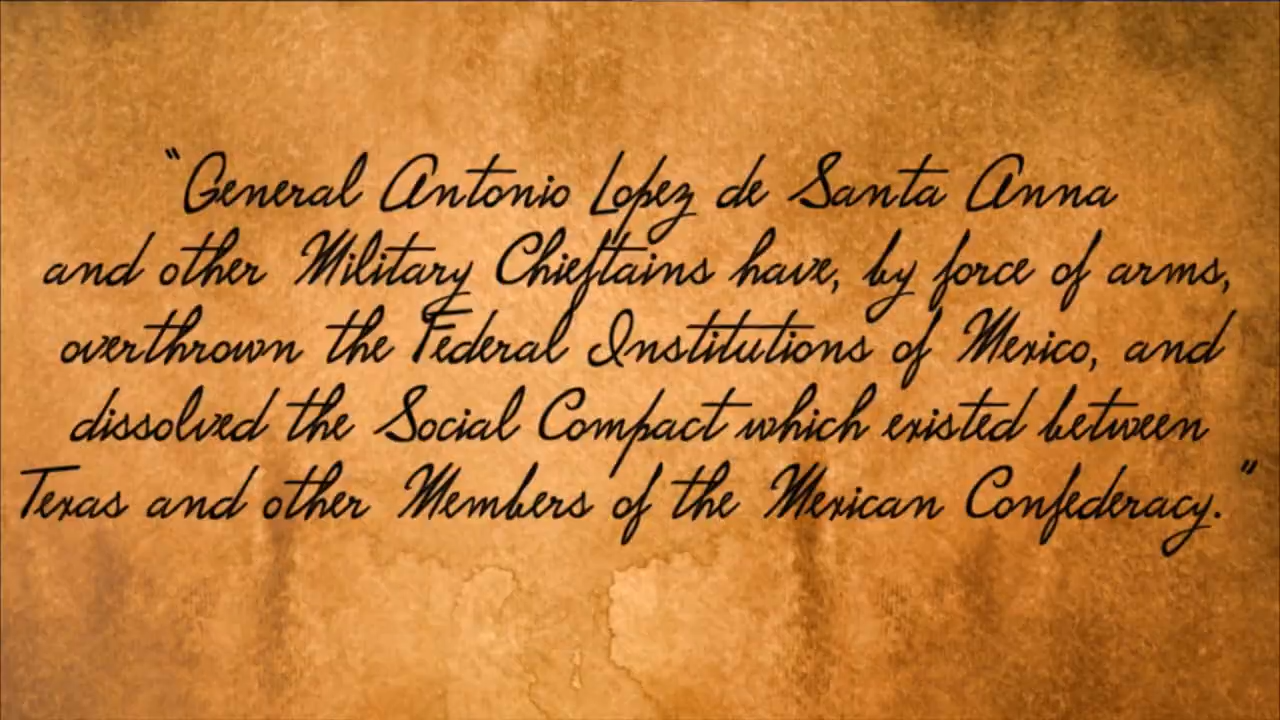 "General Antonio Lopez de Santa Anna
and other Military Chieftains have, by force of arms,
overthrown the Federal Institutions of Mexico, and
dissolved the Social Compact which existed between
Texas and other Members of the Mexican Confederacy."